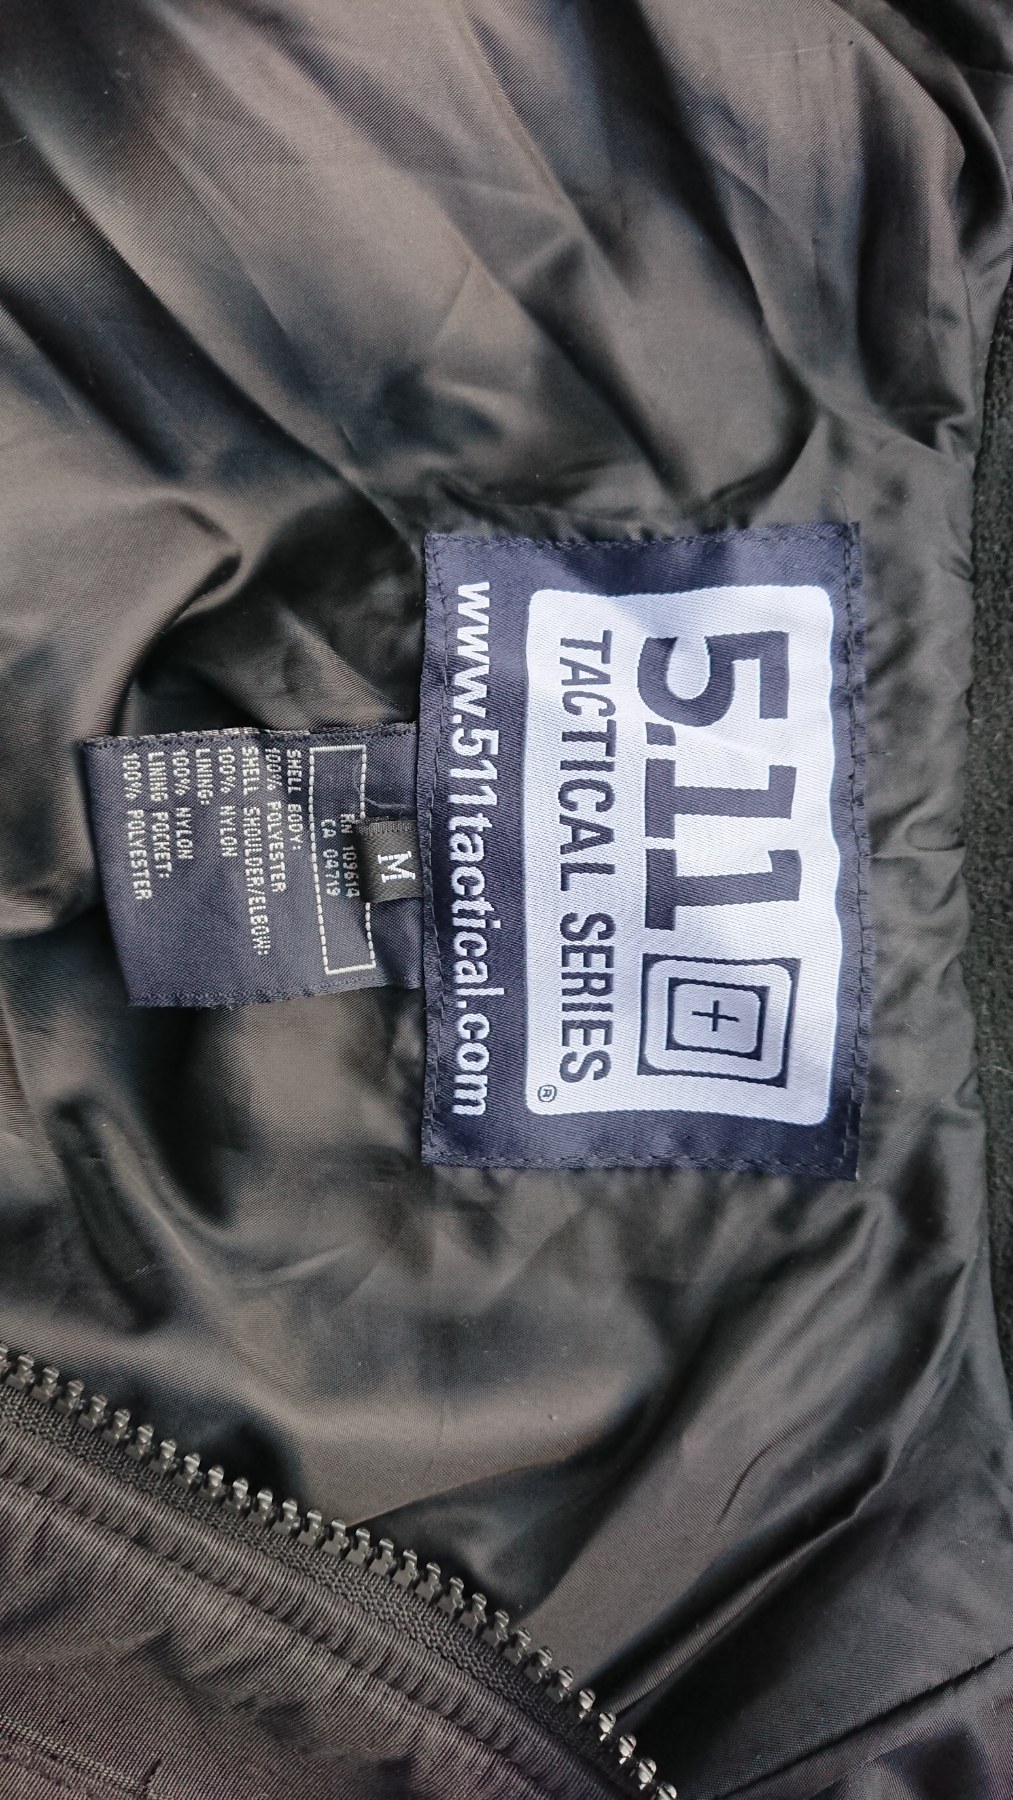 5.11
TACTICAL SERIES
®
www.511tactical.com
M
RN 109614
CA 04719
SHELL BODY:
100% POLYESTER
SHELL SHOULDER/ELBOW:
100% NYLON
LINING:
100% NYLON
LINING POCKET:
100% POLYESTER